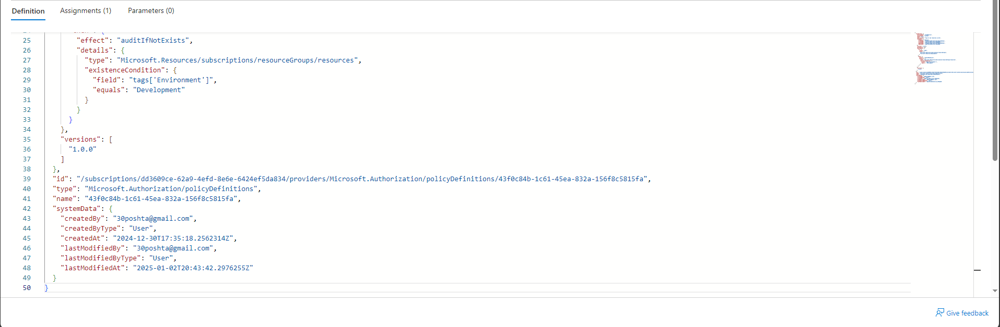 Definition Assignments (1) Parameters (0)
25 "effect": "auditIfNotExists",
26 "details": {
27 "type": "Microsoft.Resources/subscriptions/resourceGroups/resources",
28 "existenceCondition": {
29 "field": "tags['Environment']",
30 "equals": "Development"
31 }
32 }
33 }
34 },
35 "versions": [
36 "1.0.0"
37 ]
38 },
39 "id": "/subscriptions/dd3609ce-62a9-4efd-8e6e-6424ef5da834/providers/Microsoft.Authorization/policyDefinitions/43f0c84b-1c61-45ea-832a-156f8c5815fa",
40 "type": "Microsoft.Authorization/policyDefinitions",
41 "name": "43f0c84b-1c61-45ea-832a-156f8c5815fa",
42 "systemData": {
43 "createdBy": "30poshta@gmail.com",
44 "createdByType": "User",
45 "createdAt": "2024-12-30T17:35:18.2562314Z",
46 "lastModifiedBy": "30poshta@gmail.com",
47 "lastModifiedByType": "User",
48 "lastModifiedAt": "2025-01-02T20:43:42.2976255Z"
49 }
50 }
Give feedback